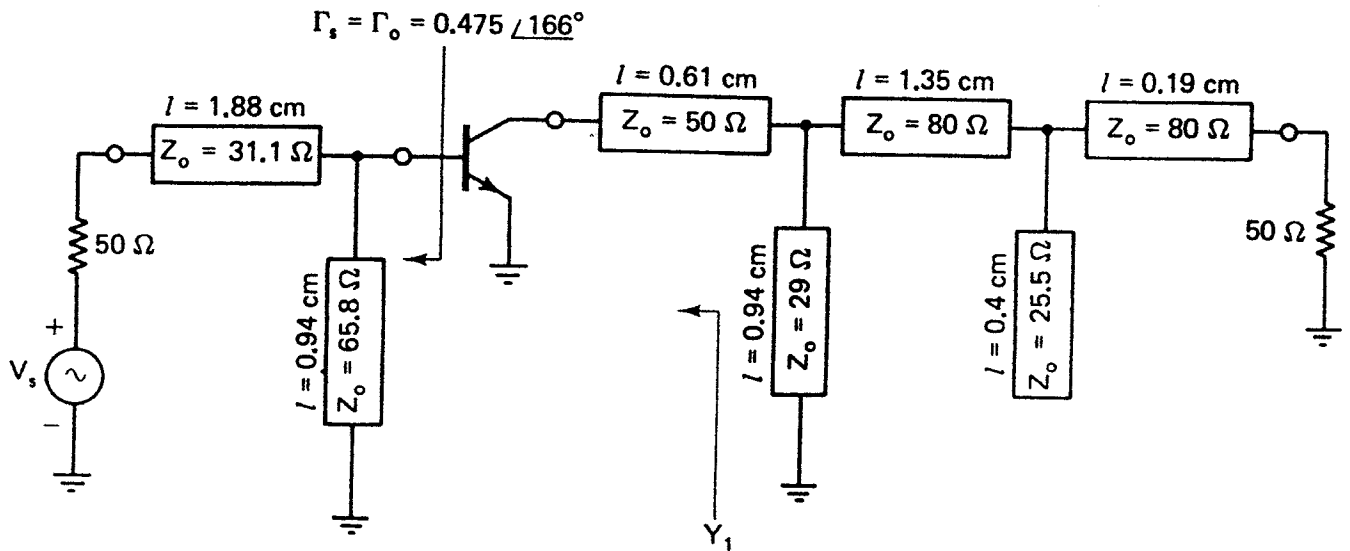 Γₛ = Γₒ = 0.475 /166°
l = 1.88 cm
Zₒ = 31.1 Ω
l = 0.61 cm
Zₒ = 50 Ω
l = 1.35 cm
Zₒ = 80 Ω
l = 0.19 cm
Zₒ = 80 Ω
50 Ω
+
Vₛ
−
l = 0.94 cm
Zₒ = 65.8 Ω
l = 0.94 cm
Zₒ = 29 Ω
l = 0.4 cm
Zₒ = 25.5 Ω
50 Ω
Y₁